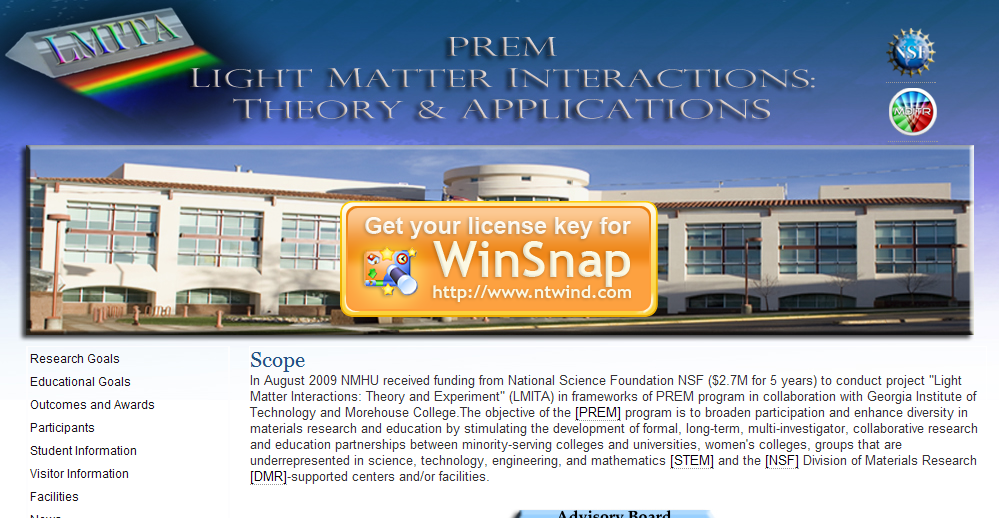 LMITA
PREM
LIGHT MATTER INTERACTIONS:
THEORY & APPLICATIONS
NSF
Get your license key for
WinSnap
http://www.ntwind.com
Research Goals
Educational Goals
Outcomes and Awards
Participants
Student Information
Visitor Information
Facilities
News
Scope
In August 2009 NMHU received funding from National Science Foundation NSF ($2.7M for 5 years) to conduct project "Light
Matter Interactions: Theory and Experiment" (LMITA) in frameworks of PREM program in collaboration with Georgia Institute of
Technology and Morehouse College.The objective of the [PREM] program is to broaden participation and enhance diversity in
materials research and education by stimulating the development of formal, long-term, multi-investigator, collaborative research
and education partnerships between minority-serving colleges and universities, women's colleges, groups that are
underrepresented in science, technology, engineering, and mathematics [STEM] and the [NSF] Division of Materials Research
[DMR]-supported centers and/or facilities.
Advisory Board